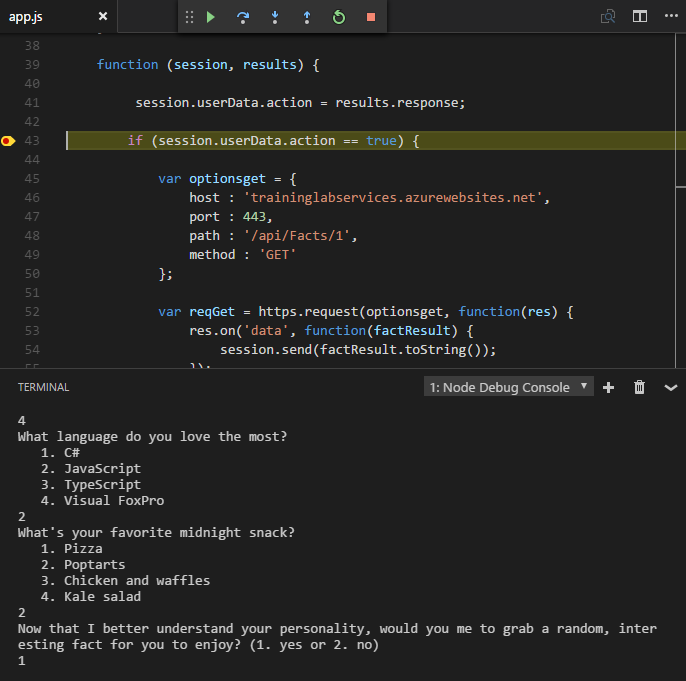 app.js
38
39 function (session, results) {
40
41 session.userData.action = results.response;
42
43 if (session.userData.action == true) {
44
45 var optionsget = {
46 host : 'traininglabservices.azurewebsites.net',
47 port : 443,
48 path : '/api/Facts/1',
49 method : 'GET'
50 };
51
52 var reqGet = https.request(optionsget, function(res) {
53 res.on('data', function(factResult) {
54 session.send(factResult.toString());
55 });
TERMINAL 1: Node Debug Console
4
What language do you love the most?
1. C#
2. JavaScript
3. TypeScript
4. Visual FoxPro
2
What's your favorite midnight snack?
1. Pizza
2. Poptarts
3. Chicken and waffles
4. Kale salad
2
Now that I better understand your personality, would you me to grab a random, inter
esting fact for you to enjoy? (1. yes or 2. no)
1